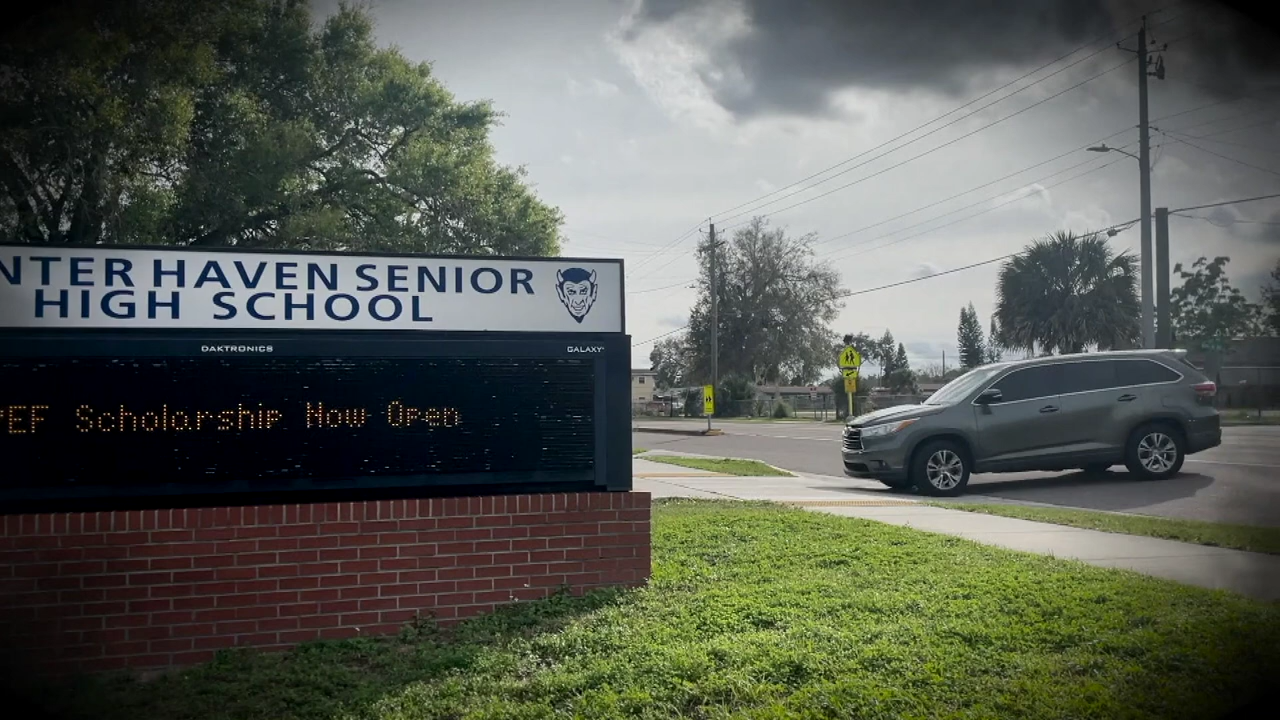 NTER HAVEN SENIOR
HIGH SCHOOL
DAKTRONICS
GALAXY
EF Scholarship Now Open